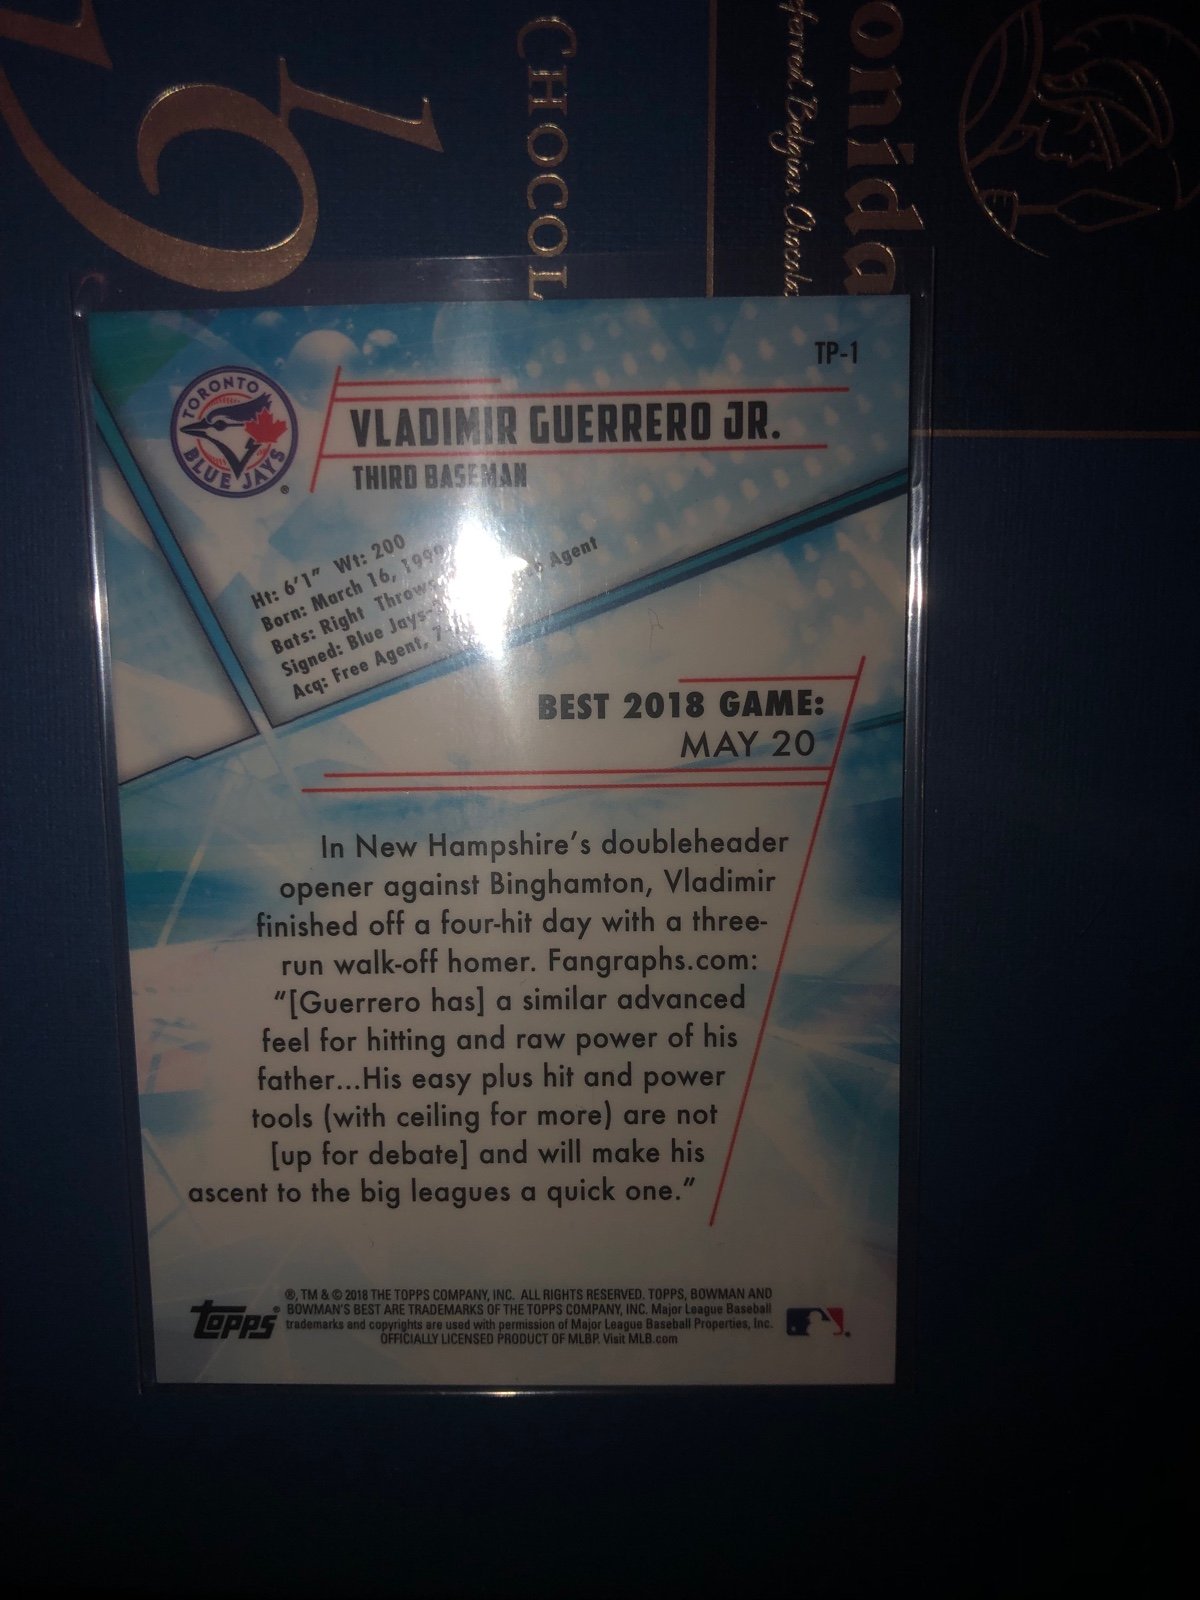 19
CHOCOL
onida
eferred Belgian Chocola
TP-1
TORONTO
BLUE JAYS
®
VLADIMIR GUERRERO JR.
THIRD BASEMAN
Ht: 6'1" Wt: 200
Born: March 16, 1999
Bats: Right Throws
Signed: Blue Jays- Agent
Acq: Free Agent, 7-
BEST 2018 GAME:
MAY 20
In New Hampshire's doubleheader
opener against Binghamton, Vladimir
finished off a four-hit day with a three-
run walk-off homer. Fangraphs.com:
"[Guerrero has] a similar advanced
feel for hitting and raw power of his
father...His easy plus hit and power
tools (with ceiling for more) are not
[up for debate] and will make his
ascent to the big leagues a quick one."
topps®
®, TM & © 2018 THE TOPPS COMPANY, INC. ALL RIGHTS RESERVED. TOPPS, BOWMAN AND
BOWMAN'S BEST ARE TRADEMARKS OF THE TOPPS COMPANY, INC. Major League Baseball
trademarks and copyrights are used with permission of Major League Baseball Properties, Inc.
OFFICIALLY LICENSED PRODUCT OF MLBP. Visit MLB.com